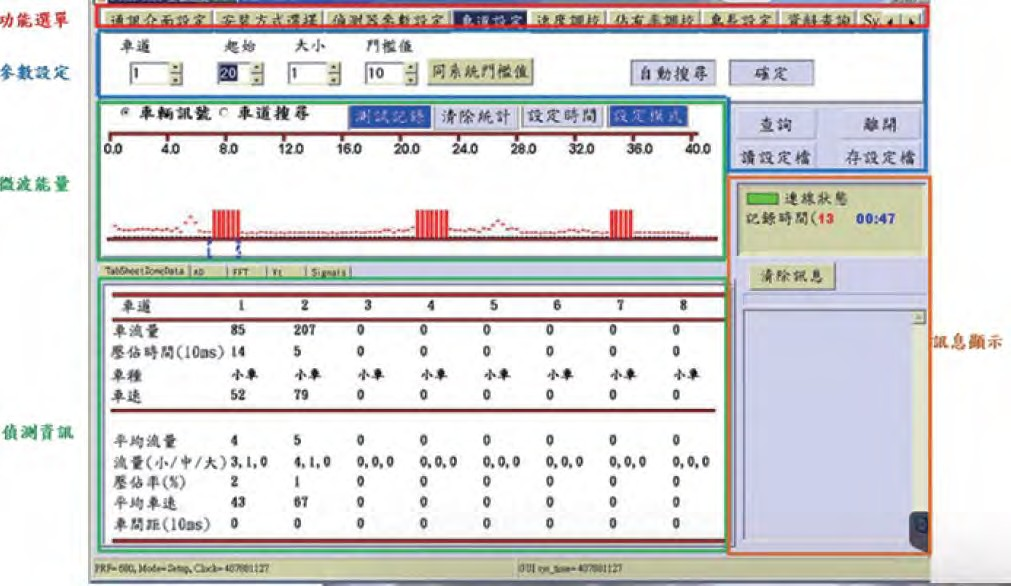 功能選單
通訊介面設定 安裝方式選擇 偵測器參數設定 車道設定 速度調校 佔有率調校 車長設定 資料查詢 Sy
參數設定
車道 起始 大小 門檻值
1 20 1 10 同系統門檻值 自動搜尋 確定
車輛訊號 車道搜尋 測試記錄 清除統計 設定時間 設定模式
查詢 離開
讀設定檔 存設定檔
0.0 4.0 8.0 12.0 16.0 20.0 24.0 28.0 32.0 36.0 40.0
微波能量
連線狀態
記錄時間(13 00:47
TabSheetZoneData AD FFT Vt Signals
清除訊息
車道 1 2 3 4 5 6 7 8
車流量 85 207 0 0 0 0 0 0
壓佔時間(10ms) 14 5 0 0 0 0 0 0
車種 小車 小車 小車 小車 小車 小車 小車 小車
車速 52 79 0 0 0 0 0 0
訊息顯示
偵測資訊
平均流量 4 5 0 0 0 0 0 0
流量(小/中/大) 3,1,0 4,1,0 0,0,0 0,0,0 0,0,0 0,0,0 0,0,0 0,0,0
壓佔率(%) 2 1 0 0 0 0 0 0
平均車速 43 67 0 0 0 0 0 0
車間距(10ms) 0 0 0 0 0 0 0 0
PRF= 600, Mode= Setup, Clock= 407881127
GUI sys_time= 407881127